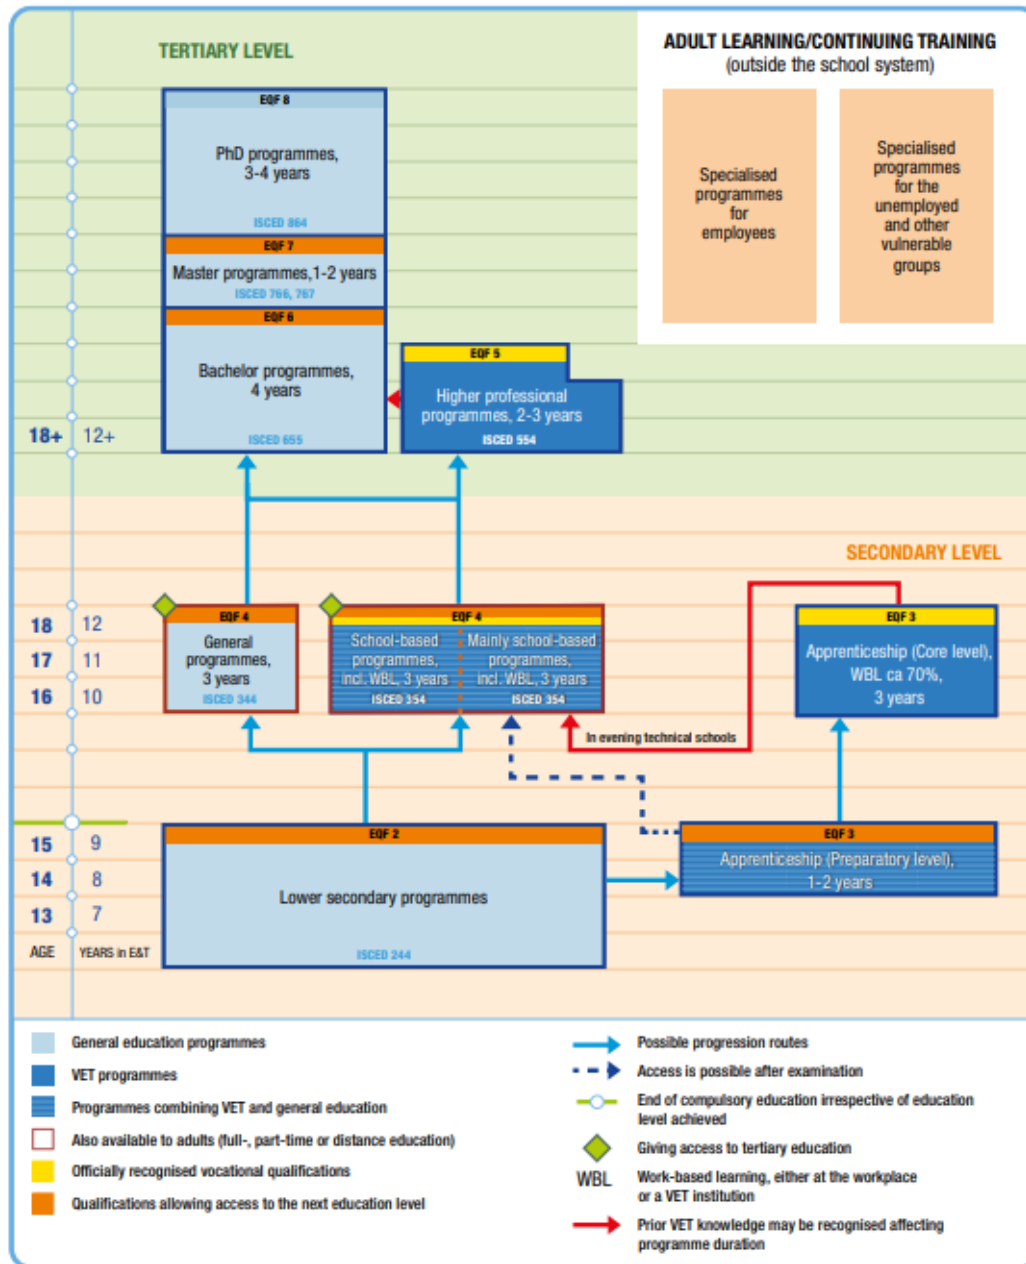 TERTIARY LEVEL
ADULT LEARNING/CONTINUING TRAINING
(outside the school system)
Specialised
programmes
for
employees
Specialised
programmes
for the
unemployed
and other
vulnerable
groups
EQF 8
PhD programmes,
3-4 years
ISCED 864
EQF 7
Master programmes,1-2 years
ISCED 766, 767
EQF 6
Bachelor programmes,
4 years
ISCED 655
EQF 5
Higher professional
programmes, 2-3 years
ISCED 554
18+ 12+
SECONDARY LEVEL
18 12
17 11
16 10
EQF 4
General
programmes,
3 years
ISCED 344
EQF 4
School-based
programmes,
incl. WBL, 3 years
ISCED 354
Mainly school-based
programmes,
incl. WBL, 3 years
ISCED 354
EQF 3
Apprenticeship (Core level),
WBL ca 70%,
3 years
In evening technical schools
15 9
14 8
13 7
AGE YEARS in E&T
EQF 2
Lower secondary programmes
ISCED 244
EQF 3
Apprenticeship (Preparatory level),
1-2 years
General education programmes
VET programmes
Programmes combining VET and general education
Also available to adults (full-, part-time or distance education)
Officially recognised vocational qualifications
Qualifications allowing access to the next education level
Possible progression routes
Access is possible after examination
End of compulsory education irrespective of education
level achieved
Giving access to tertiary education
WBL Work-based learning, either at the workplace
or a VET institution
Prior VET knowledge may be recognised affecting
programme duration